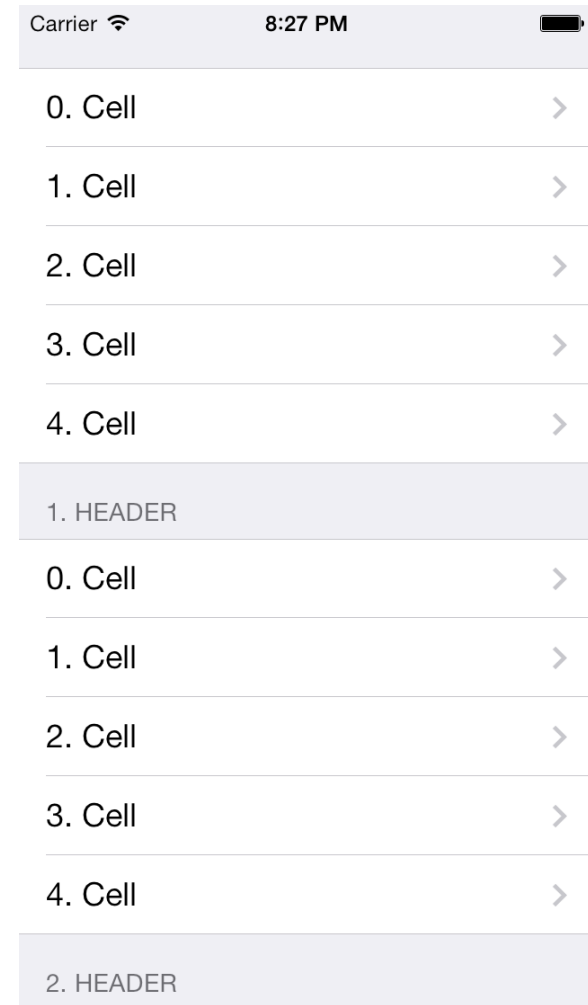 Carrier 8:27 PM
0. Cell
1. Cell
2. Cell
3. Cell
4. Cell
1. HEADER
0. Cell
1. Cell
2. Cell
3. Cell
4. Cell
2. HEADER